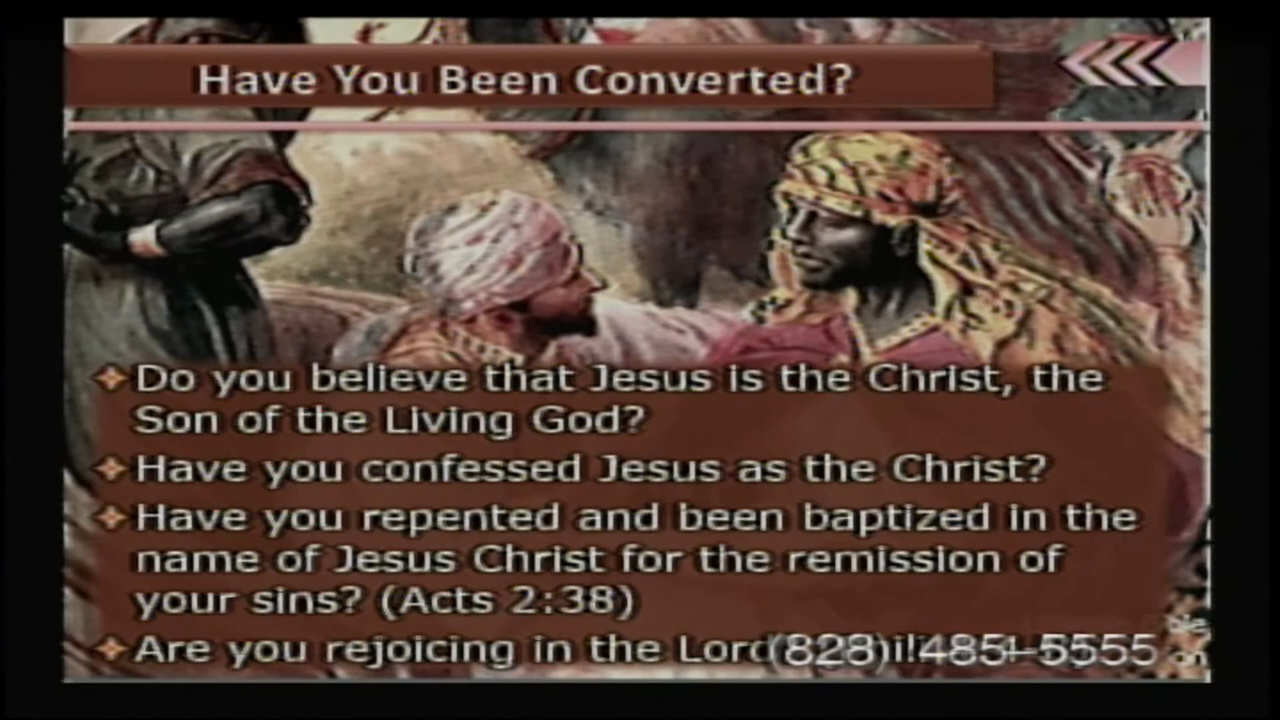 Have You Been Converted?
Do you believe that Jesus is the Christ, the
Son of the Living God?
Have you confessed Jesus as the Christ?
Have you repented and been baptized in the
name of Jesus Christ for the remission of
your sins? (Acts 2:38)
Are you rejoicing in the Lord
(828) 485-5555